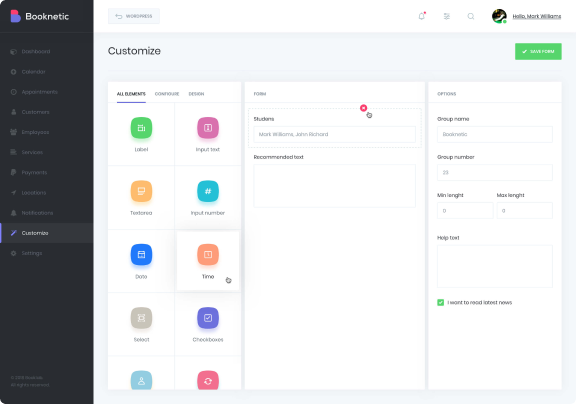 Booknetic
WORDPRESS
Hello, Mark Williams
Dashboard
Calendar
Appointments
Customers
Employees
Services
Payments
Locations
Notifications
Customize
Settings
© 2019 Booknetic
All rights reserved.
Customize
SAVE FORM
ALL ELEMENTS
CONFIGURE
DESIGN
Label
Input text
Textarea
Input number
Date
Time
Select
Checkboxes
FORM
Studens
Mark Williams, John Richard
Recommended text
OPTIONS
Group name
Booknetic
Group number
23
Min lenght
Max lenght
0
0
Help text
I want to read latest news